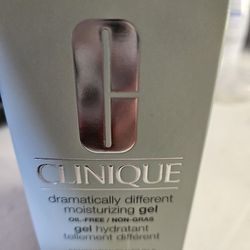 CLINIQUE
dramatically different
moisturizing gel
OIL-FREE / NON-GRAS
gel hydratant
tellement différent